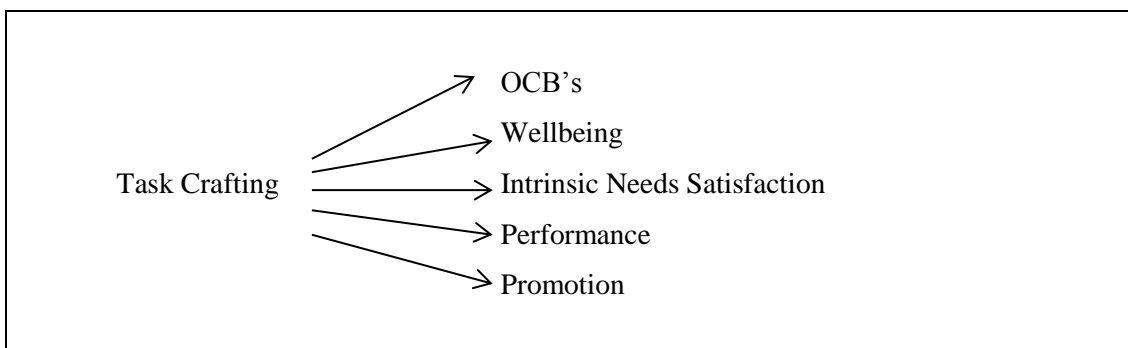 OCB’s
Wellbeing
Task Crafting
Intrinsic Needs Satisfaction
Performance
Promotion